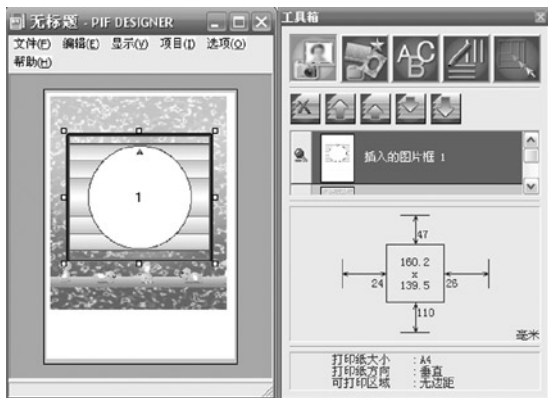 无标题 - PIF DESIGNER
文件(F) 编辑(E) 显示(V) 项目(I) 选项(O)
帮助(H)
1
工具箱
ABC
插入的图片框 1
47
160.2
x
139.5
24
26
110
毫米
打印纸大小 : A4
打印纸方向 : 垂直
可打印区域 : 无边距